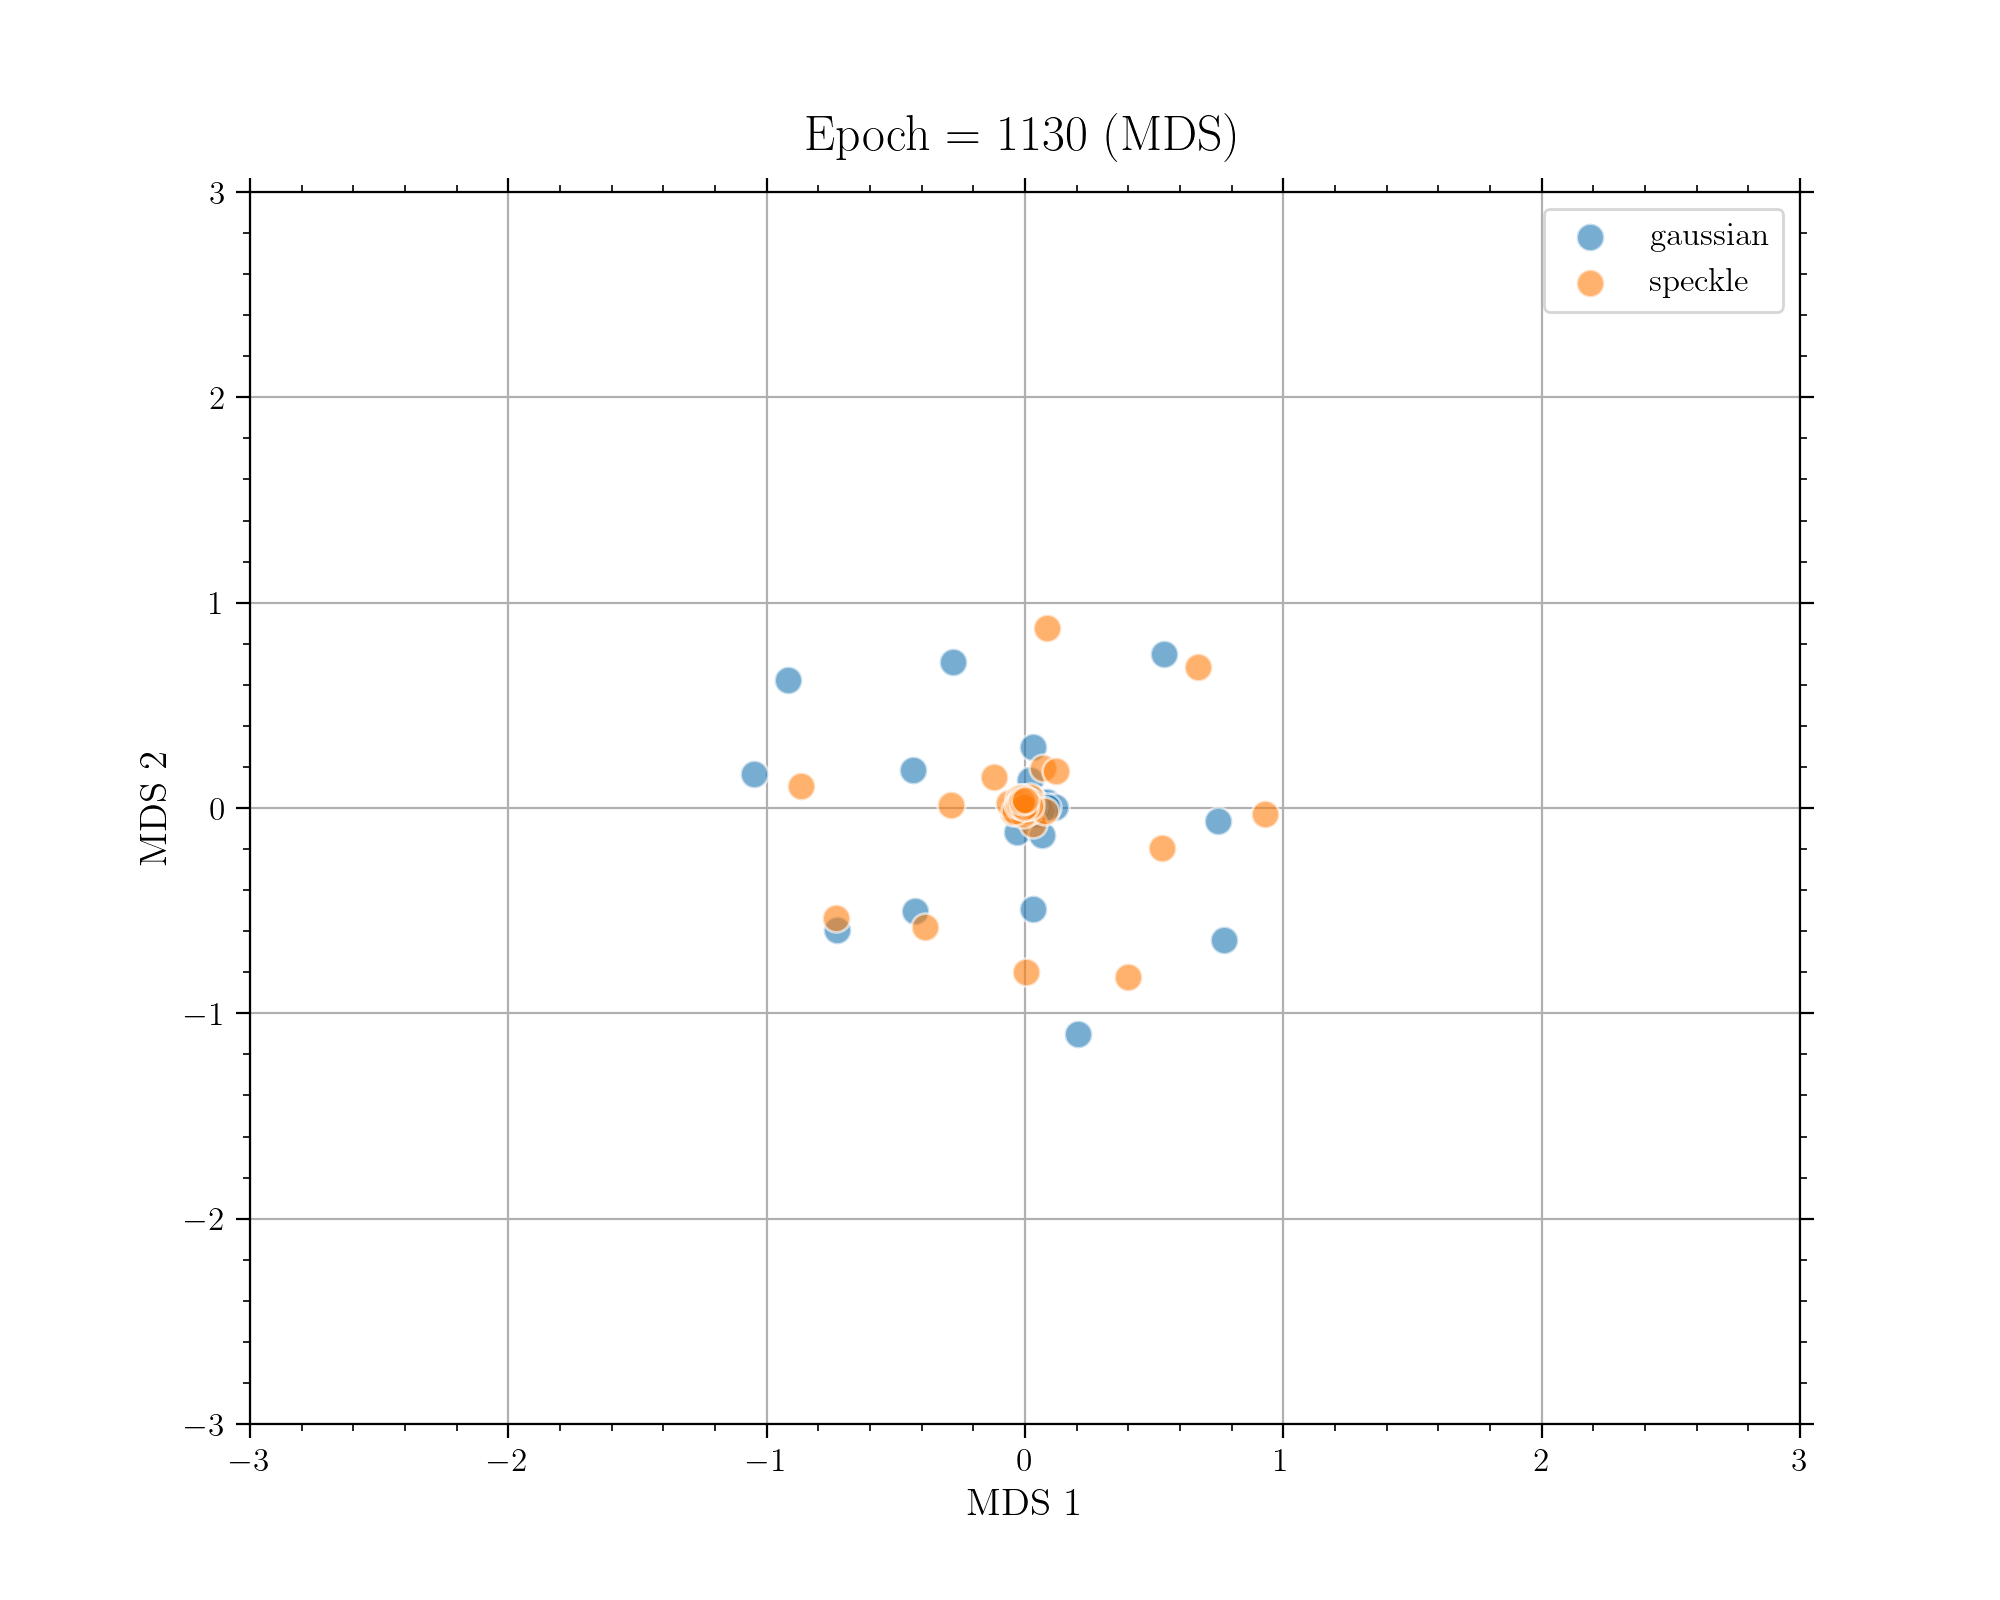 Epoch = 1130 (MDS)
gaussian
speckle
3
2
1
0
−1
−2
−3
MDS 2
−3 −2 −1 0 1 2 3
MDS 1